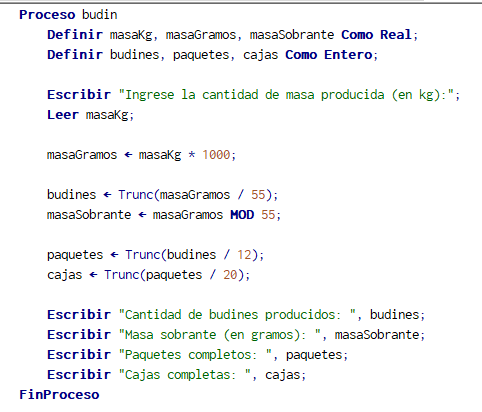 Proceso budin
Definir masaKg, masaGramos, masaSobrante Como Real;
Definir budines, paquetes, cajas Como Entero;
Escribir "Ingrese la cantidad de masa producida (en kg):";
Leer masaKg;
masaGramos ← masaKg * 1000;
budines ← Trunc(masaGramos / 55);
masaSobrante ← masaGramos MOD 55;
paquetes ← Trunc(budines / 12);
cajas ← Trunc(paquetes / 20);
Escribir "Cantidad de budines producidos: ", budines;
Escribir "Masa sobrante (en gramos): ", masaSobrante;
Escribir "Paquetes completos: ", paquetes;
Escribir "Cajas completas: ", cajas;
FinProceso